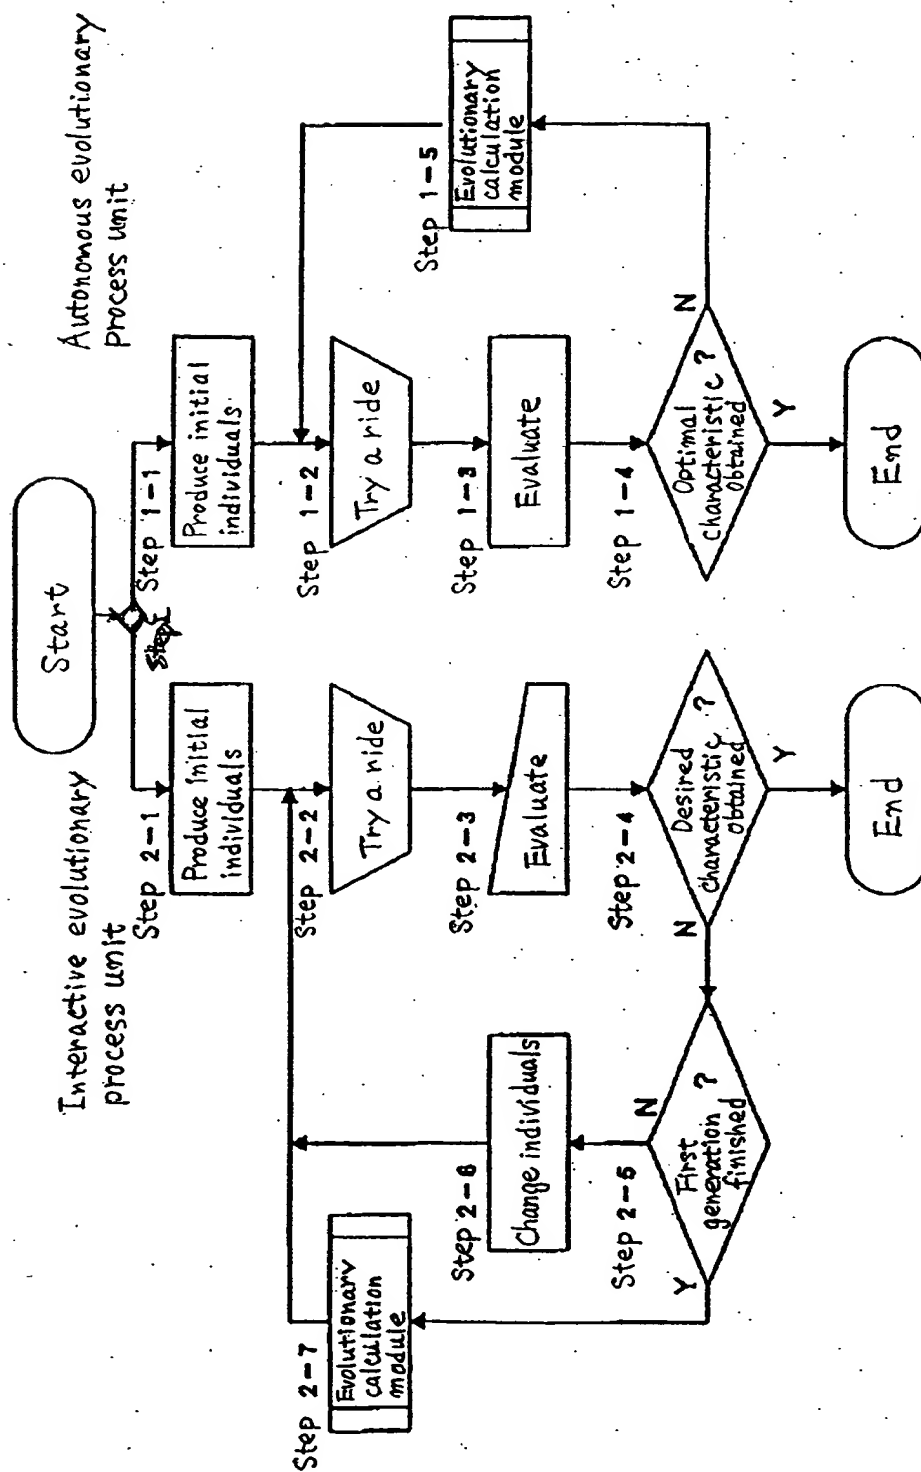 Interactive evolutionary
process unit
Autonomous evolutionary
process unit
Start
Step 2-1
Produce initial
individuals
Step 2-2
Try a ride
Step 2-3
Evaluate
Step 2-4
Desired
characteristic ?
obtained
N
Y
End
Step 2-5
First
generation ?
finished
N
Y
Step 2-6
Change individuals
Step 2-7
Evolutionary
calculation
module
Step 1-1
Produce initial
individuals
Step 1-2
Try a ride
Step 1-3
Evaluate
Step 1-4
Optimal
characteristic ?
obtained
N
Y
End
Step 1-5
Evolutionary
calculation
module